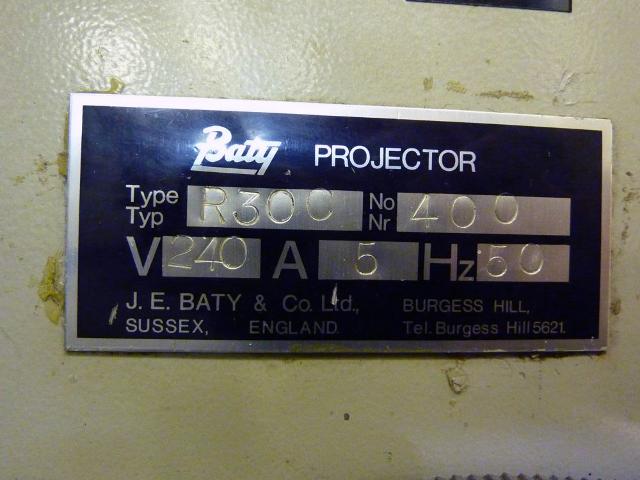 Baty PROJECTOR
Type R300 No 400
Typ Nr
V 240 A 5 Hz 50
J.E. BATY & Co. Ltd., BURGESS HILL,
SUSSEX, ENGLAND. Tel. Burgess Hill 5621.